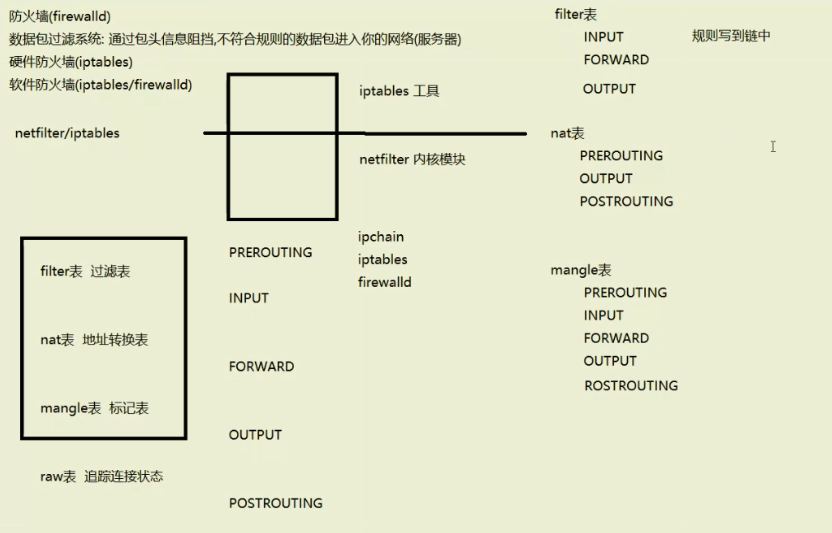 防火墙(firewalld)
数据包过滤系统: 通过包头信息阻挡,不符合规则的数据包进入你的网络(服务器)
硬件防火墙(iptables)
软件防火墙(iptables/firewalld)
netfilter/iptables
iptables 工具
netfilter 内核模块
ipchain
iptables
firewalld
filter表 过滤表
nat表 地址转换表
mangle表 标记表
raw表 追踪连接状态
PREROUTING
INPUT
FORWARD
OUTPUT
POSTROUTING
filter表
INPUT
规则写到链中
FORWARD
OUTPUT
nat表
PREROUTING
OUTPUT
POSTROUTING
mangle表
PREROUTING
INPUT
FORWARD
OUTPUT
ROSTROUTING